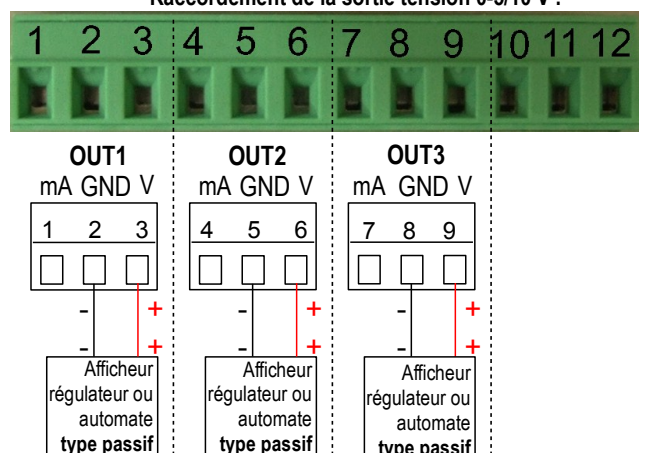 Raccordement de la sortie tension 0-5/10 V :
1 2 3 4 5 6 7 8 9 10 11 12
OUT1 OUT2 OUT3
mA GND V mA GND V mA GND V
1 2 3 4 5 6 7 8 9
- + - + - +
- + - + - +
Afficheur
régulateur ou
automate
type passif
Afficheur
régulateur ou
automate
type passif
Afficheur
régulateur ou
automate
type passif